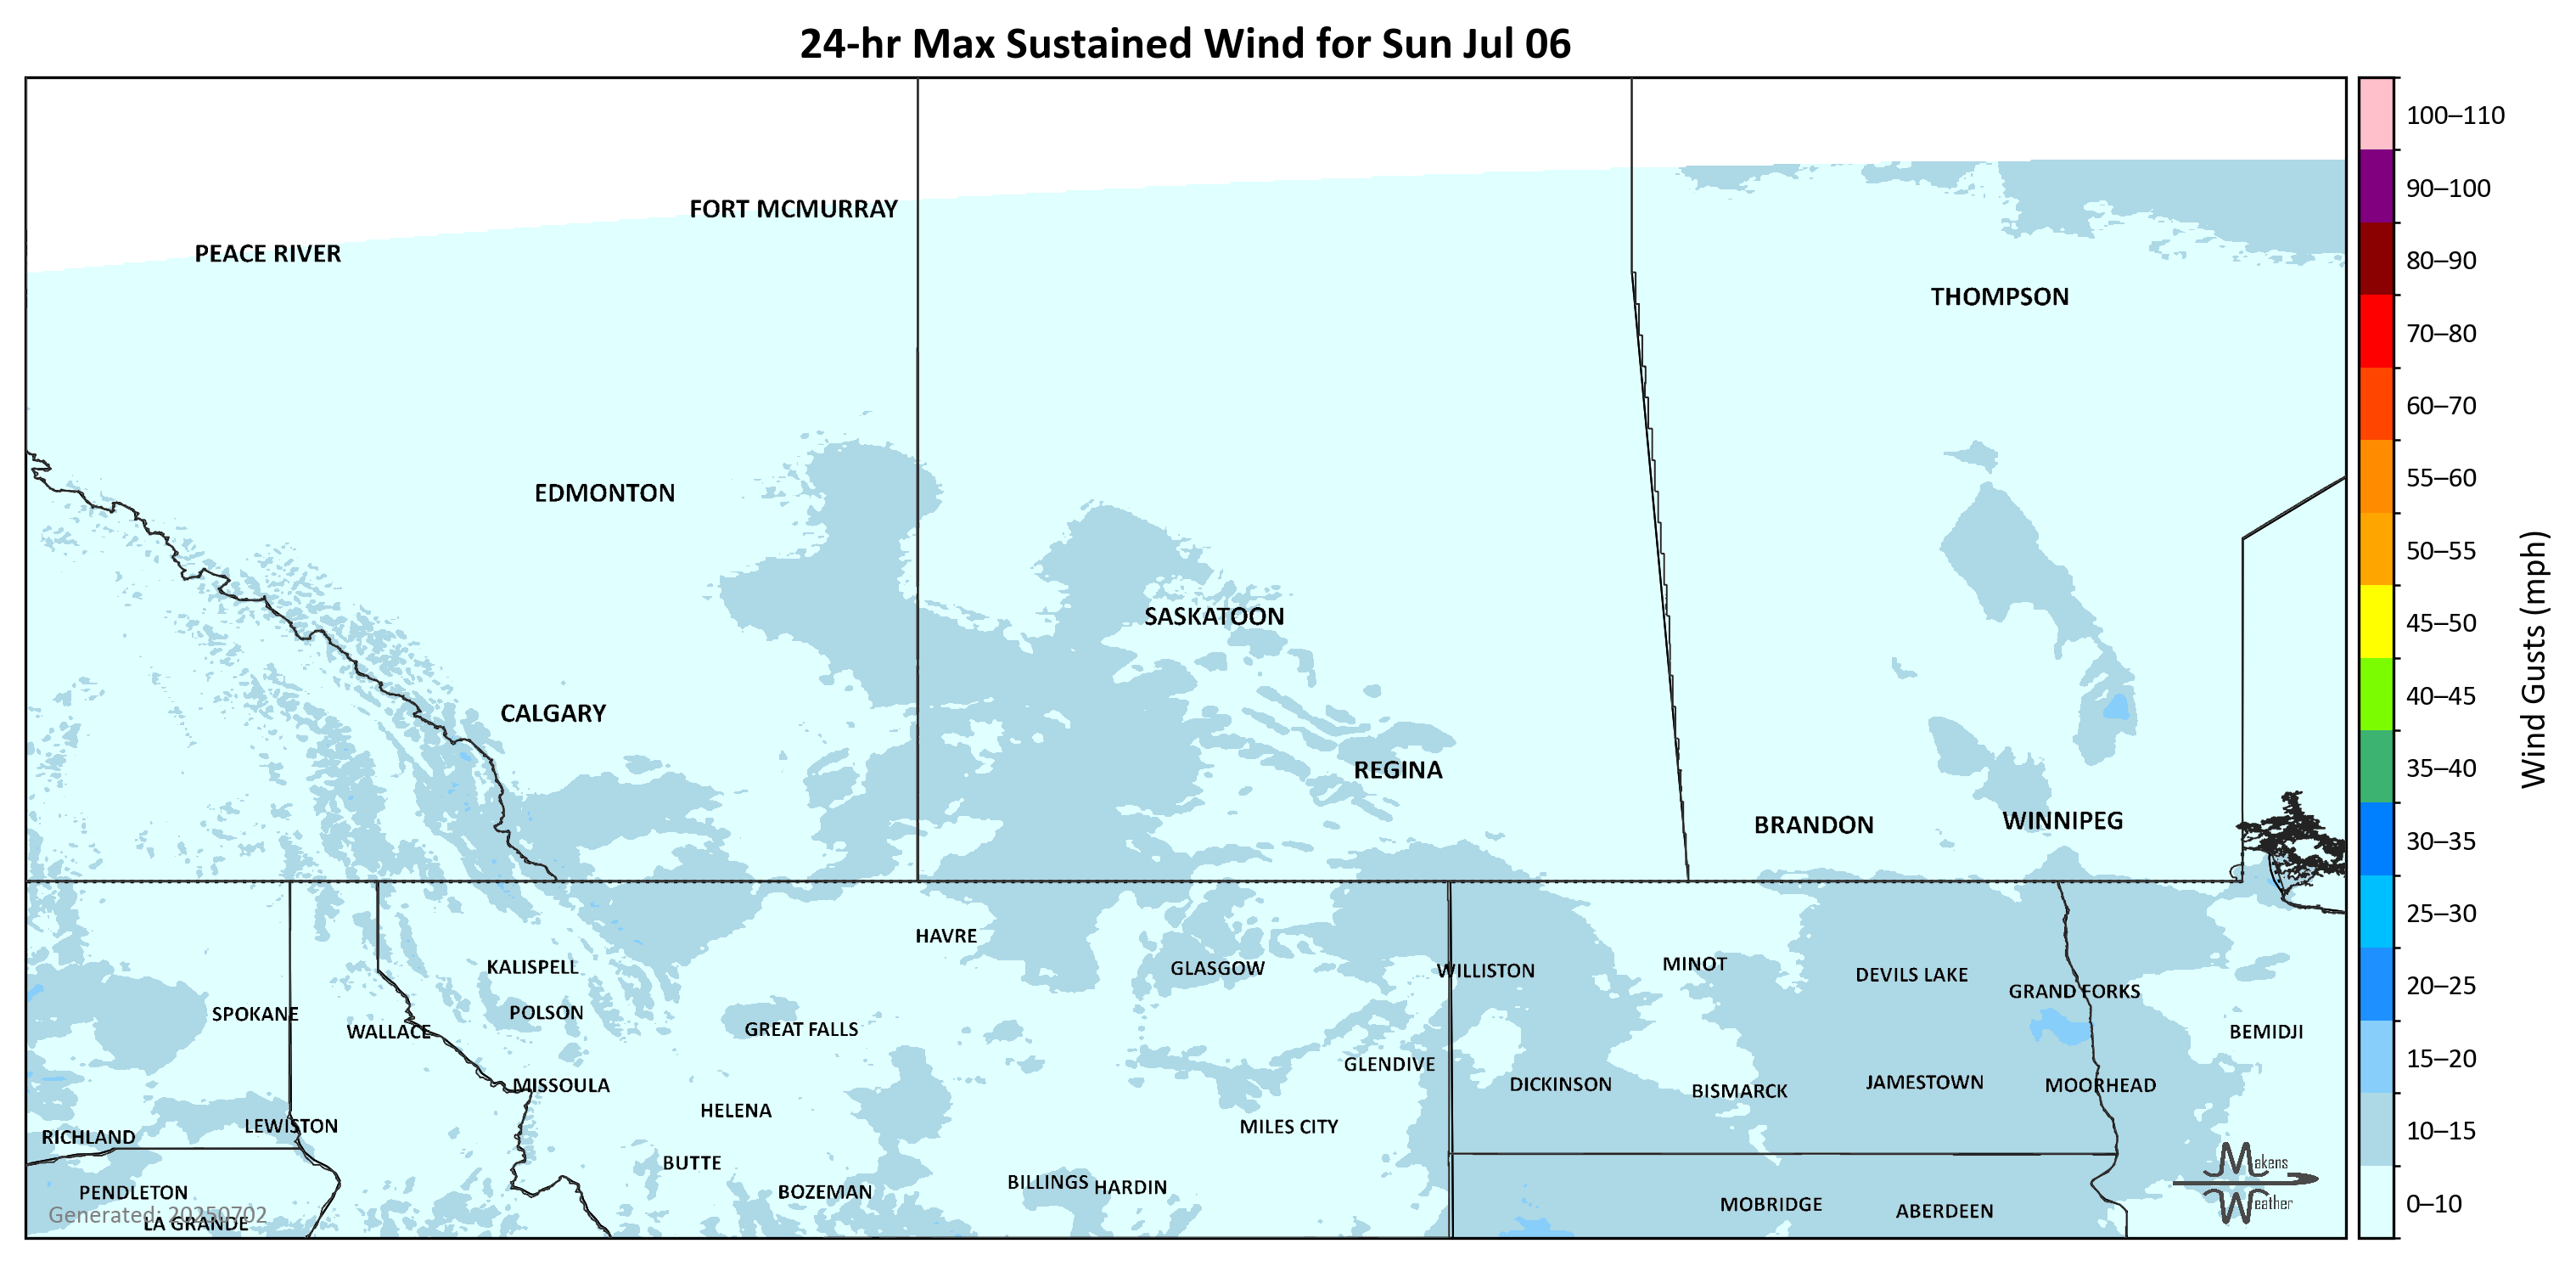 24-hr Max Sustained Wind for Sun Jul 06
100–110
90–100
FORT MCMURRAY
PEACE RIVER
80–90
THOMPSON
70–80
60–70
EDMONTON
55–60
50–55
SASKATOON
45–50
CALGARY
40–45
Wind Gusts (mph)
REGINA
35–40
BRANDON
WINNIPEG
30–35
HAVRE
25–30
KALISPELL
GLASGOW
WILLISTON
MINOT
DEVILS LAKE
GRAND FORKS
20–25
SPOKANE
POLSON
WALLACE
GREAT FALLS
BEMIDJI
15–20
GLENDIVE
MISSOULA
DICKINSON
BISMARCK
JAMESTOWN
MOORHEAD
HELENA
LEWISTON
MILES CITY
RICHLAND
10–15
BUTTE
Makens
BILLINGS
HARDIN
PENDLETON
BOZEMAN
MOBRIDGE
ABERDEEN
Weather
0–10
Generated: 20250702
LA GRANDE